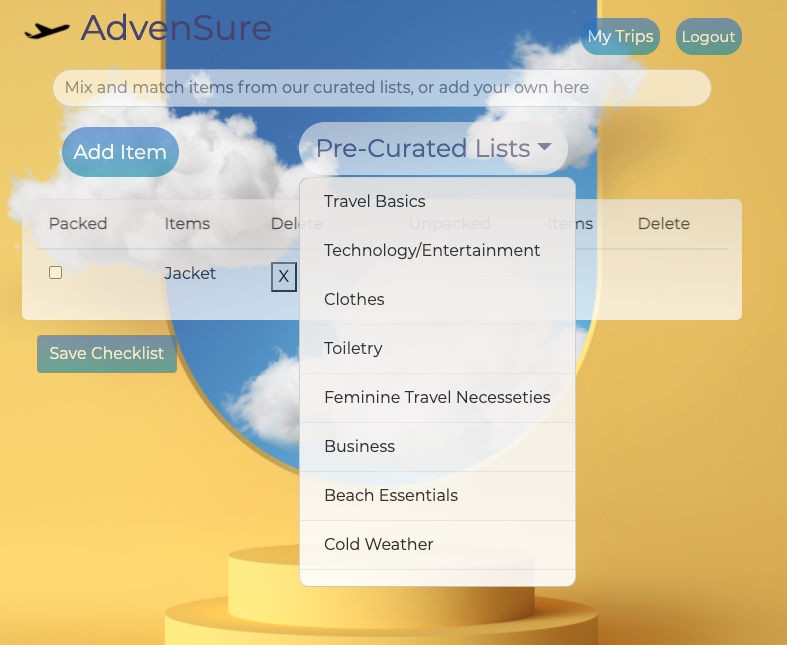 AdvenSure
My Trips
Logout
Mix and match items from our curated lists, or add your own here
Add Item
Pre-Curated Lists
Packed Items Delete Unpacked Items Delete
Jacket X
Travel Basics
Technology/Entertainment
Clothes
Toiletry
Feminine Travel Necesseties
Business
Beach Essentials
Cold Weather
Save Checklist